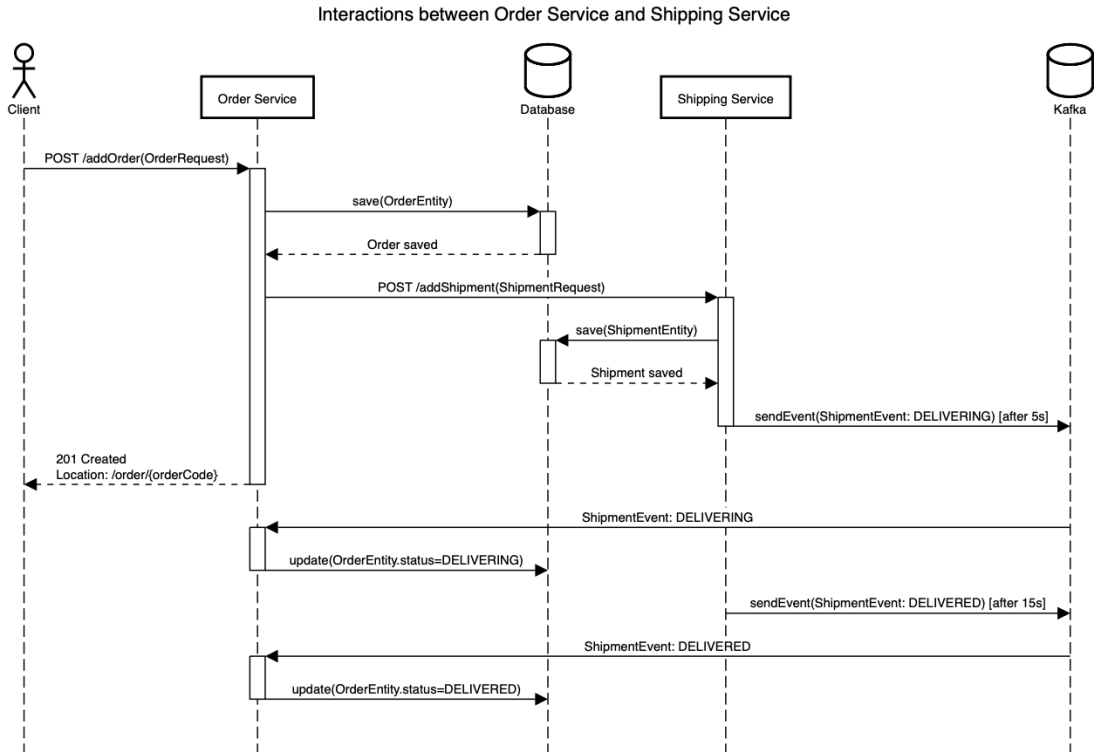 Interactions between Order Service and Shipping Service
Client
Order Service
Database
Shipping Service
Kafka
POST /addOrder(OrderRequest)
save(OrderEntity)
Order saved
POST /addShipment(ShipmentRequest)
save(ShipmentEntity)
Shipment saved
sendEvent(ShipmentEvent: DELIVERING) [after 5s]
201 Created
Location: /order/{orderCode}
ShipmentEvent: DELIVERING
update(OrderEntity.status=DELIVERING)
sendEvent(ShipmentEvent: DELIVERED) [after 15s]
ShipmentEvent: DELIVERED
update(OrderEntity.status=DELIVERED)